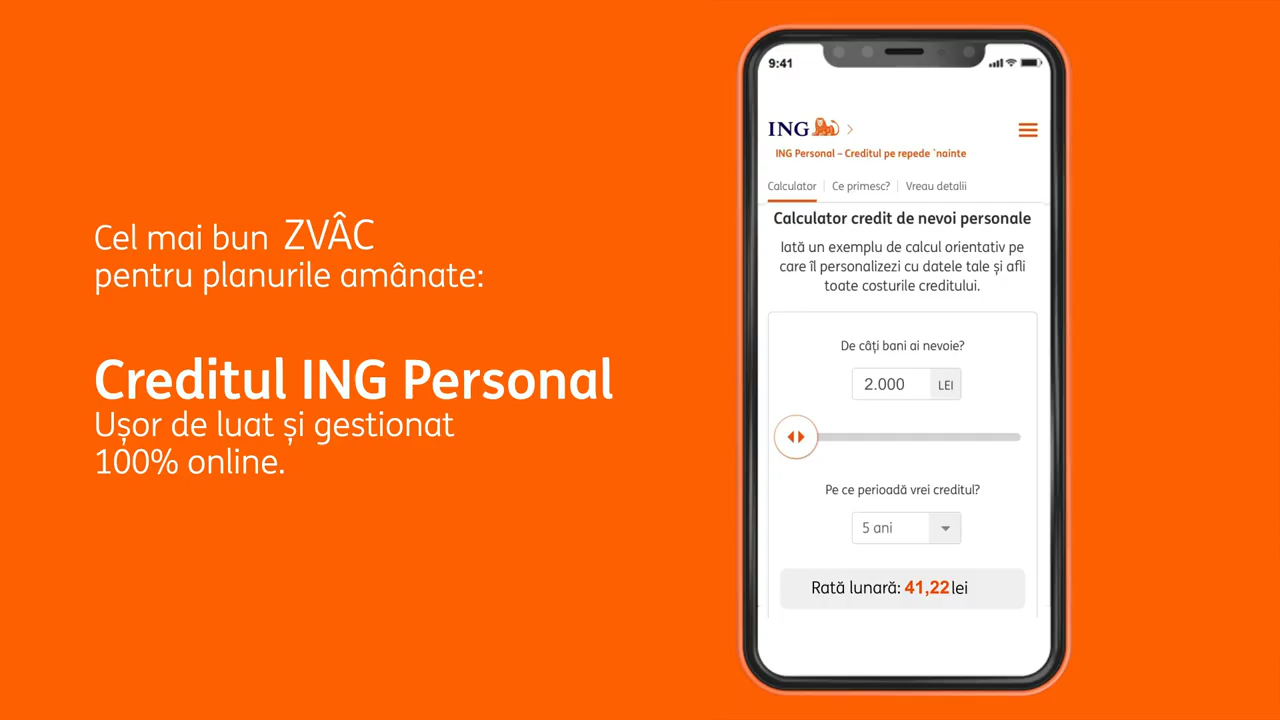 Cel mai bun ZVÂC
pentru planurile amânate:
Creditul ING Personal
Ușor de luat și gestionat
100% online.
9:41
ING
ING Personal – Creditul pe repede `nainte
Calculator | Ce primesc? | Vreau detalii
Calculator credit de nevoi personale
Iată un exemplu de calcul orientativ pe
care îl personalizezi cu datele tale și afli
toate costurile creditului.
De câți bani ai nevoie?
2.000 LEI
Pe ce perioadă vrei creditul?
5 ani
Rată lunară: 41,22 lei